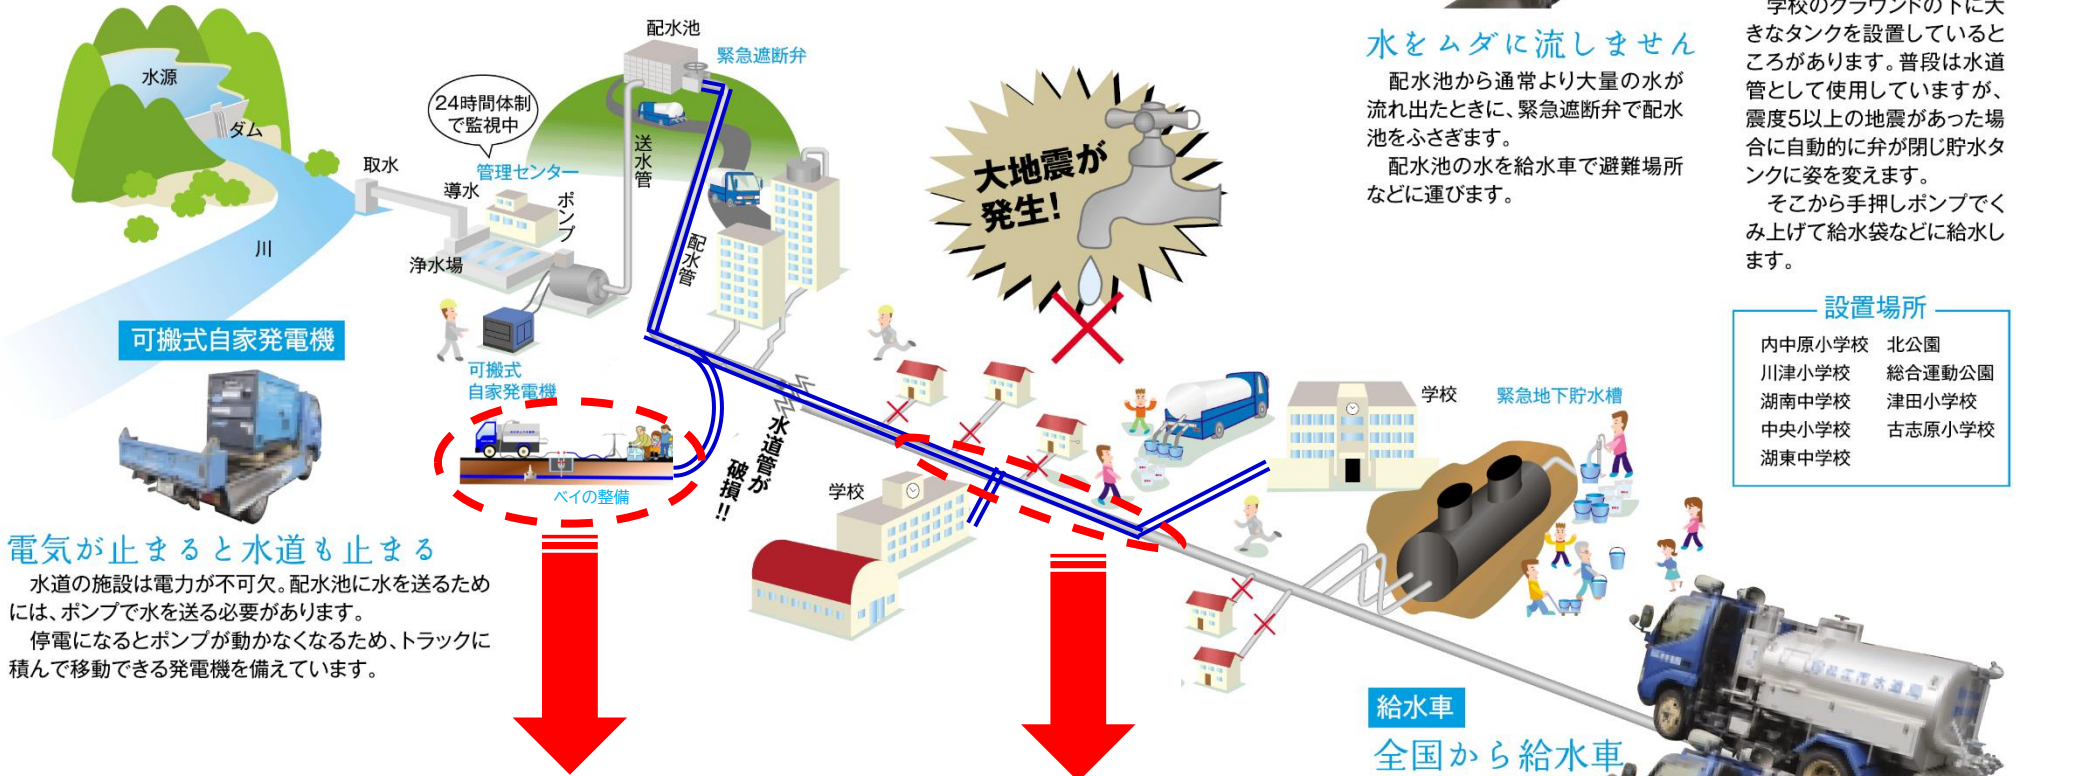 水源
ダム
川
取水
導水
浄水場
24時間体制
で監視中
管理センター
ポンプ
送水管
配水池
緊急遮断弁
配水管
可搬式
自家発電機
可搬式自家発電機
電気が止まると水道も止まる
水道の施設は電力が不可欠。配水池に水を送るため
には、ポンプで水を送る必要があります。
停電になるとポンプが動かなくなるため、トラックに
積んで移動できる発電機を備えています。
ベイの整備
水道管が
破損!!
大地震が
発生!
学校
学校
緊急地下貯水槽
水をムダに流しません
配水池から通常より大量の水が
流れ出たときに、緊急遮断弁で配水
池をふさぎます。
配水池の水を給水車で避難場所
などに運びます。
学校のグラウンドの下に大
きなタンクを設置していると
ころがあります。普段は水道
管として使用していますが、
震度5以上の地震があった場
合に自動的に弁が閉じ貯水タ
ンクに姿を変えます。
そこから手押しポンプでく
み上げて給水袋などに給水し
ます。
設置場所
内中原小学校 北公園
川津小学校 総合運動公園
湖南中学校 津田小学校
中央小学校 古志原小学校
湖東中学校
給水車
全国から給水車